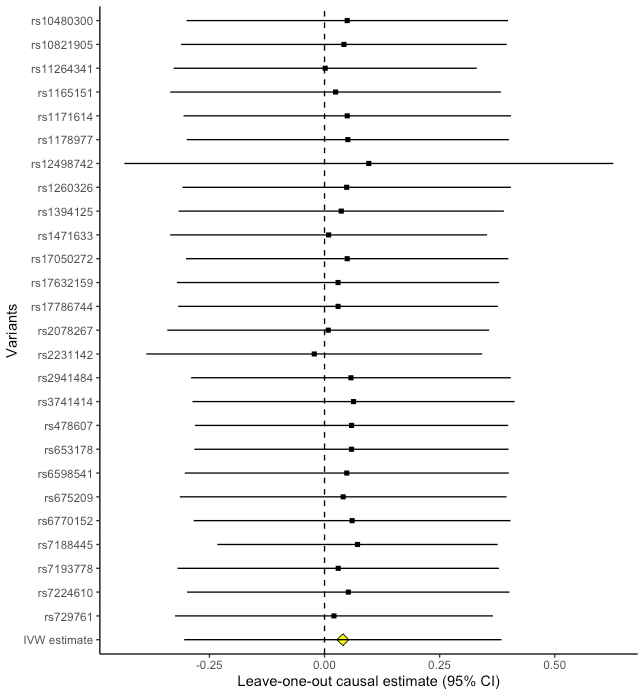 rs10480300
rs10821905
rs11264341
rs1165151
rs1171614
rs1178977
rs12498742
rs1260326
rs1394125
rs1471633
rs17050272
rs17632159
rs17786744
rs2078267
rs2231142
rs2941484
rs3741414
rs478607
rs653178
rs6598541
rs675209
rs6770152
rs7188445
rs7193778
rs7224610
rs729761
IVW estimate
Variants
-0.25 0.00 0.25 0.50
Leave-one-out causal estimate (95% CI)